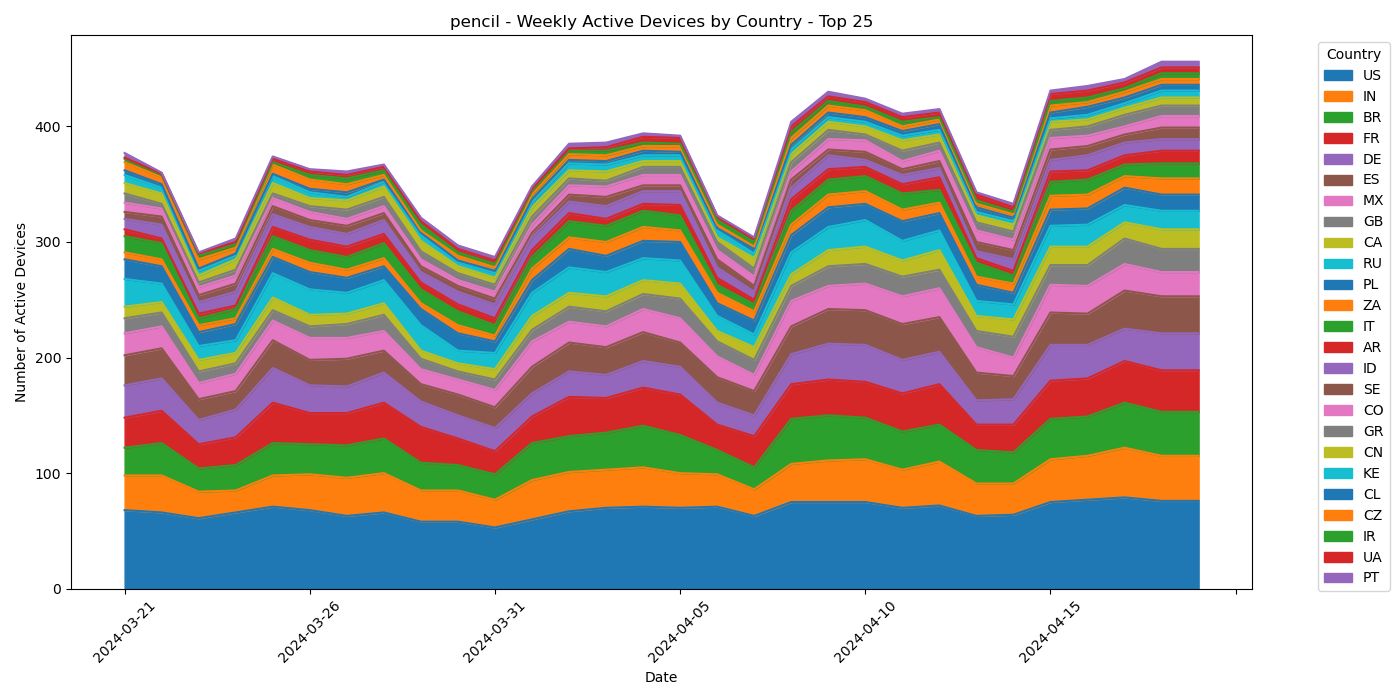 pencil - Weekly Active Devices by Country - Top 25
Number of Active Devices
400
300
200
100
0
2024-03-21
2024-03-26
2024-03-31
2024-04-05
2024-04-10
2024-04-15
Date
Country
US
IN
BR
FR
DE
ES
MX
GB
CA
RU
PL
ZA
IT
AR
ID
SE
CO
GR
CN
KE
CL
CZ
IR
UA
PT